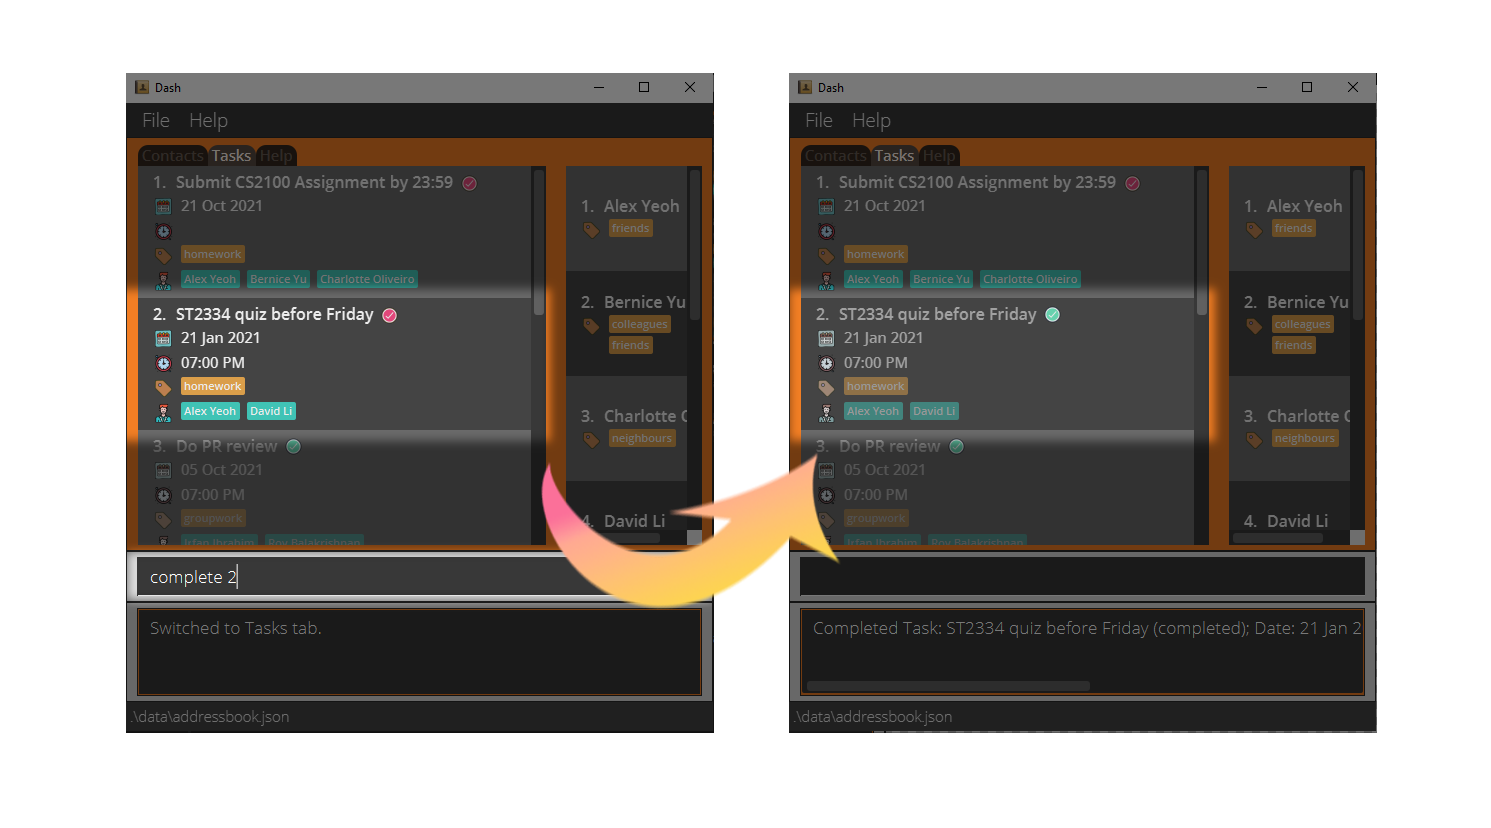 Dash
File Help
Contacts Tasks Help
1. Submit CS2100 Assignment by 23:59
21 Oct 2021
homework
Alex Yeoh Bernice Yu Charlotte Oliveiro
2. ST2334 quiz before Friday
21 Jan 2021
07:00 PM
homework
Alex Yeoh David Li
3. Do PR review
05 Oct 2021
07:00 PM
groupwork
Irfan Ibrahim Roy Balakrishnan
1. Alex Yeoh
friends
2. Bernice Yu
colleagues
friends
3. Charlotte O
neighbours
4. David Li
complete 2
Switched to Tasks tab.
.\data\addressbook.json
Dash
File Help
Contacts Tasks Help
1. Submit CS2100 Assignment by 23:59
21 Oct 2021
homework
Alex Yeoh Bernice Yu Charlotte Oliveiro
2. ST2334 quiz before Friday
21 Jan 2021
07:00 PM
homework
Alex Yeoh David Li
3. Do PR review
05 Oct 2021
07:00 PM
groupwork
Irfan Ibrahim Roy Balakrishnan
1. Alex Yeoh
friends
2. Bernice Yu
colleagues
friends
3. Charlotte O
neighbours
4. David Li
Completed Task: ST2334 quiz before Friday (completed); Date: 21 Jan 2
.\data\addressbook.json